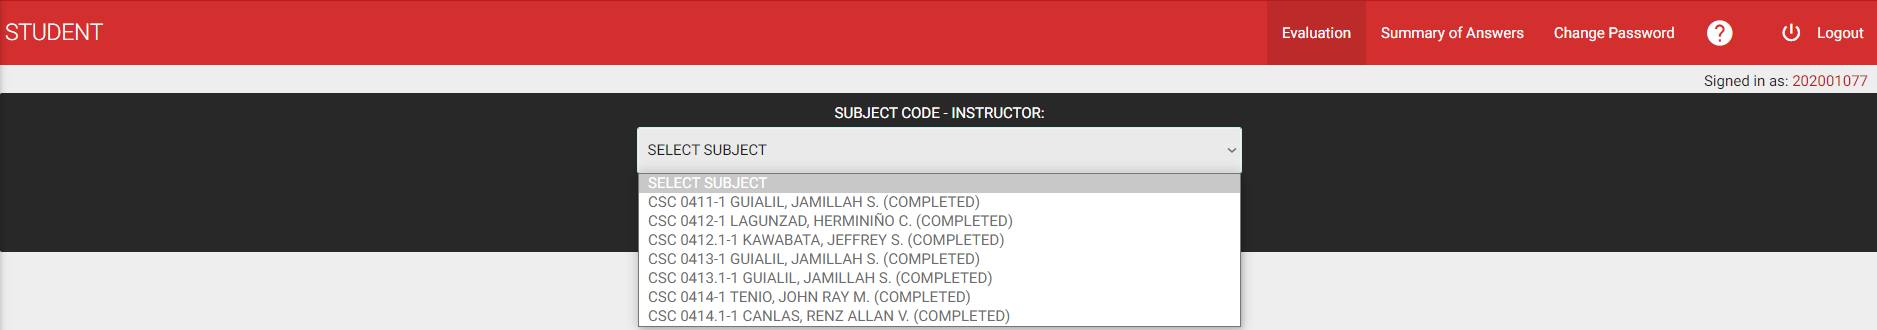 STUDENT
Evaluation
Summary of Answers
Change Password
?
Logout
Signed in as: 202001077
SUBJECT CODE - INSTRUCTOR:
SELECT SUBJECT
SELECT SUBJECT
CSC 0411-1 GUIALIL, JAMILLAH S. (COMPLETED)
CSC 0412-1 LAGUNZAD, HERMINIÑO C. (COMPLETED)
CSC 0412.1-1 KAWABATA, JEFFREY S. (COMPLETED)
CSC 0413-1 GUIALIL, JAMILLAH S. (COMPLETED)
CSC 0413.1-1 GUIALIL, JAMILLAH S. (COMPLETED)
CSC 0414-1 TENIO, JOHN RAY M. (COMPLETED)
CSC 0414.1-1 CANLAS, RENZ ALLAN V. (COMPLETED)